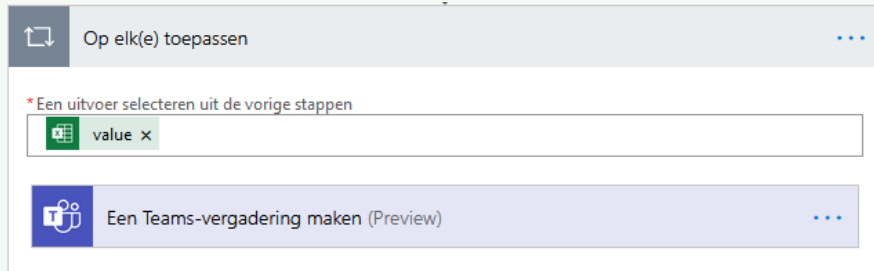 Op elk(e) toepassen
* Een uitvoer selecteren uit de vorige stappen
value ×
Een Teams-vergadering maken (Preview)